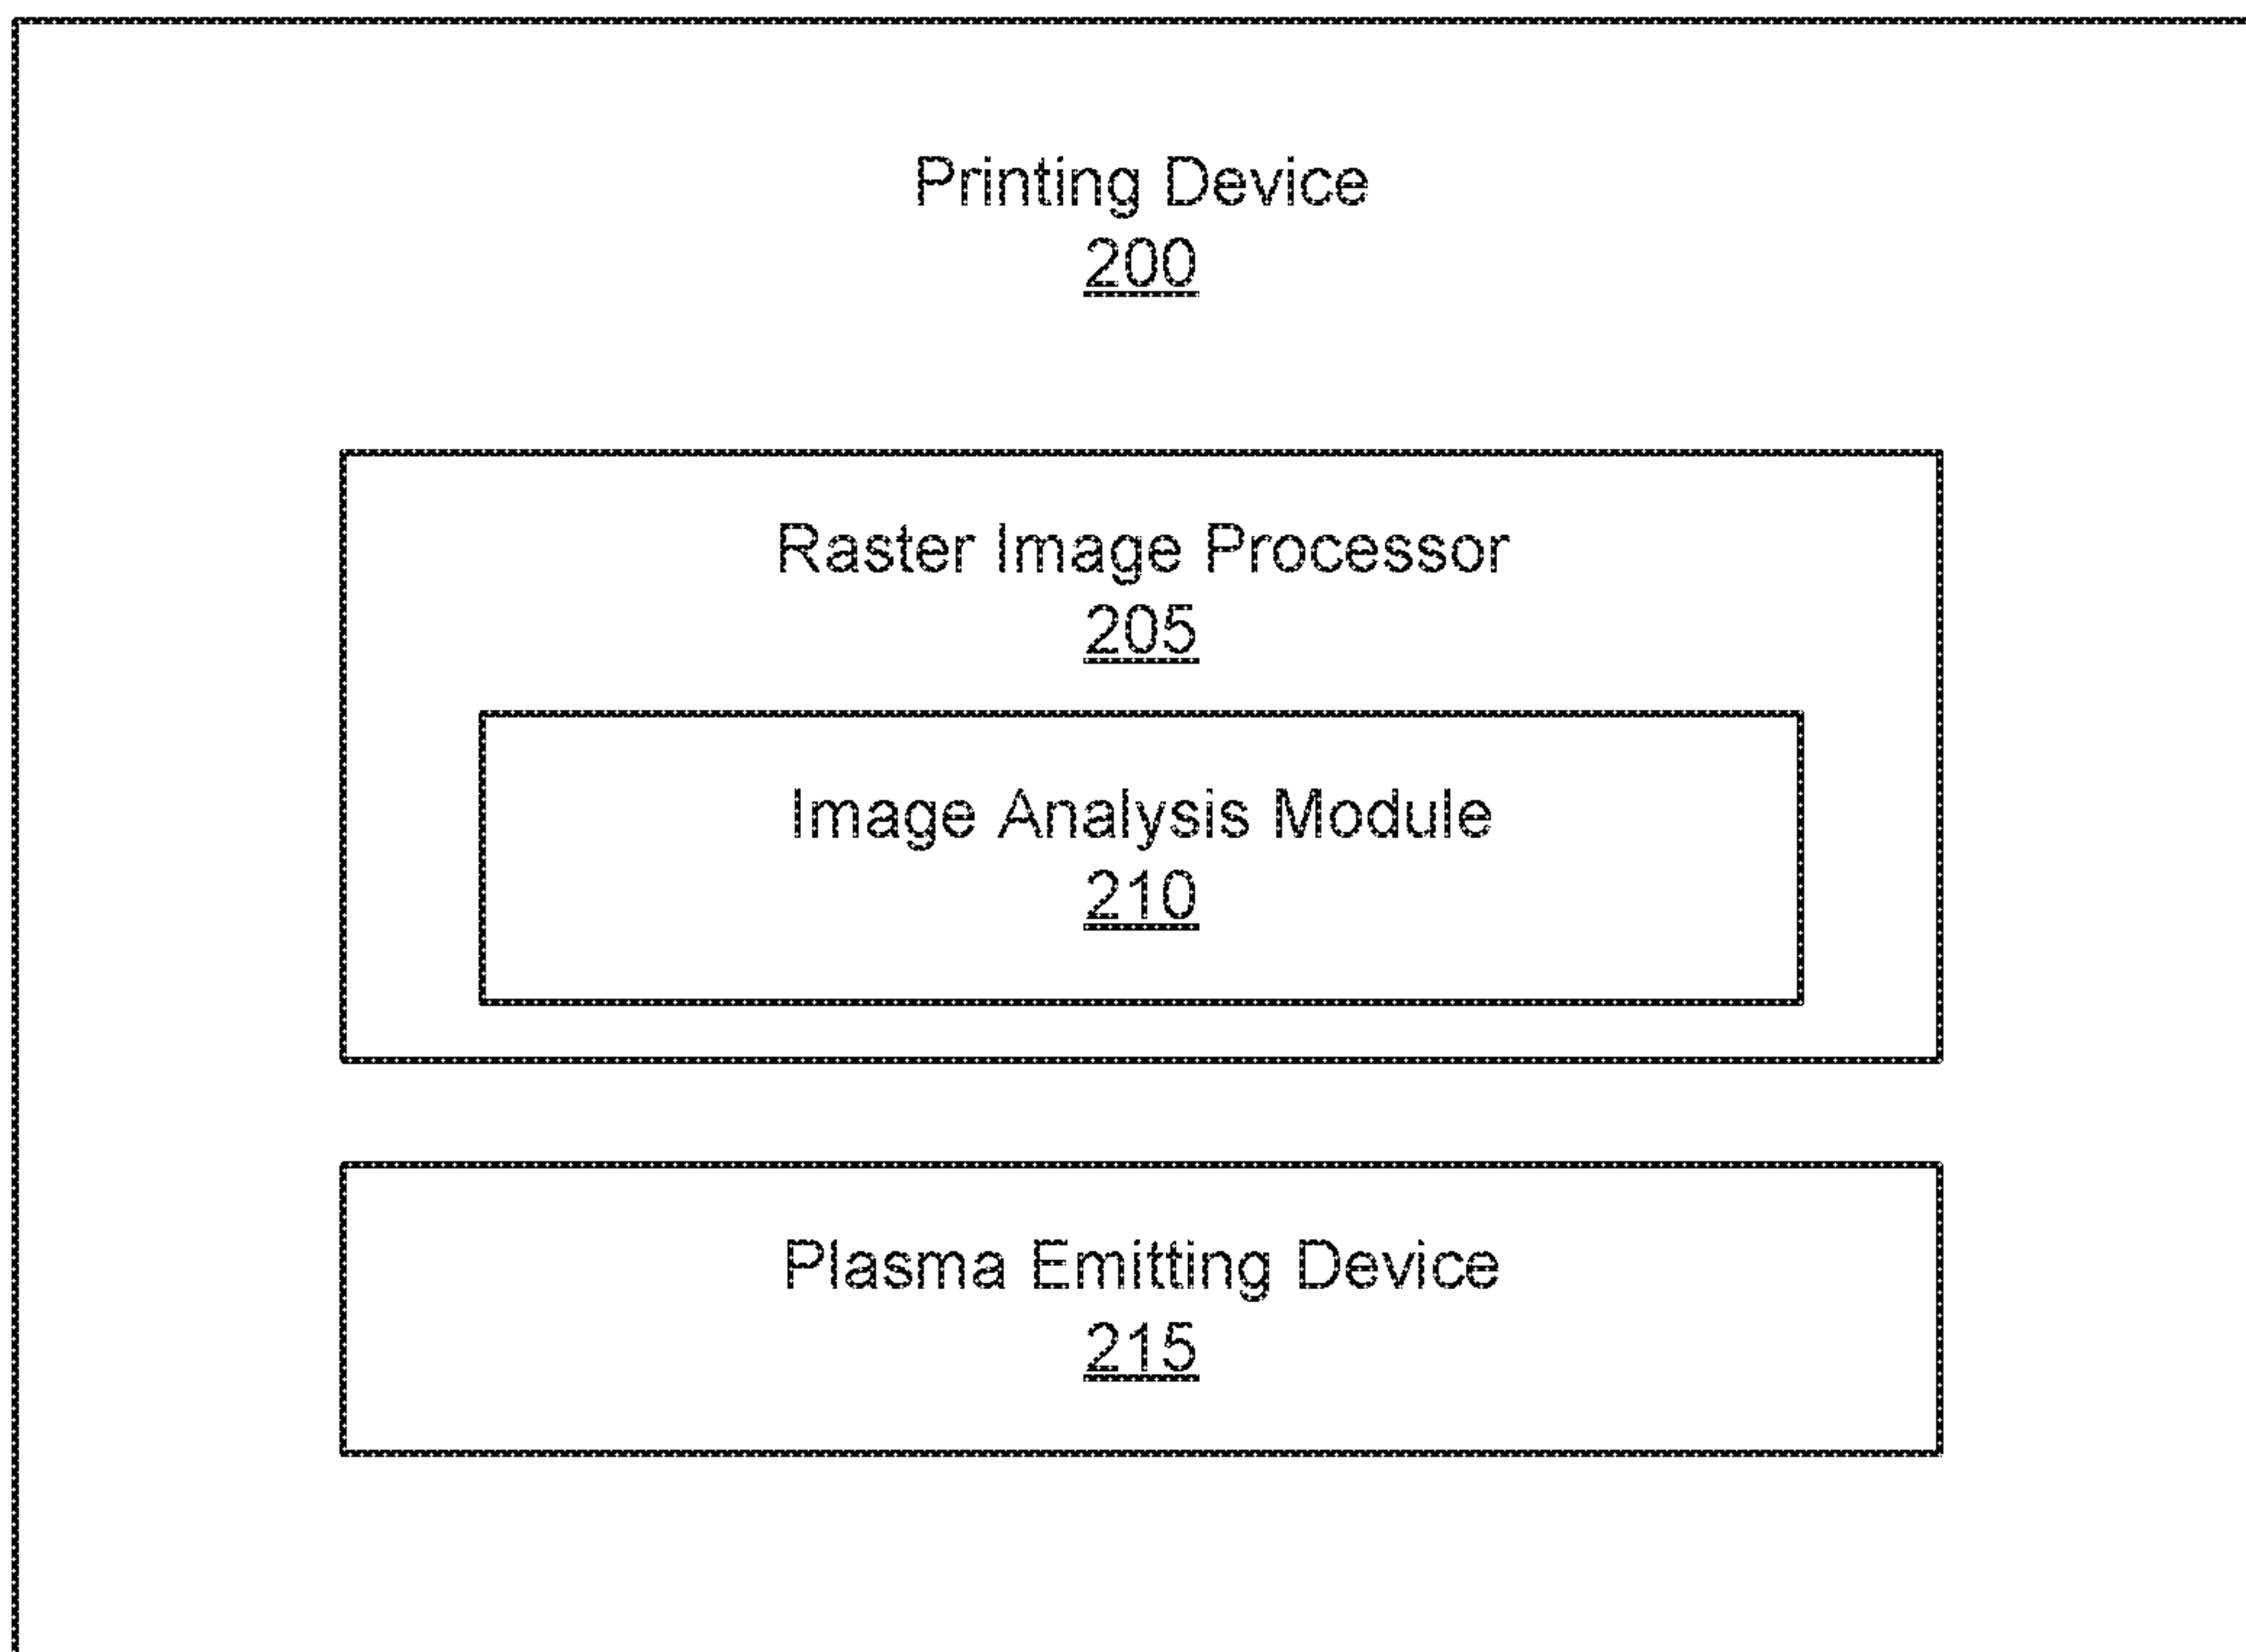 Printing Device
200
Raster Image Processor
205
Image Analysis Module
210
Plasma Emitting Device
215